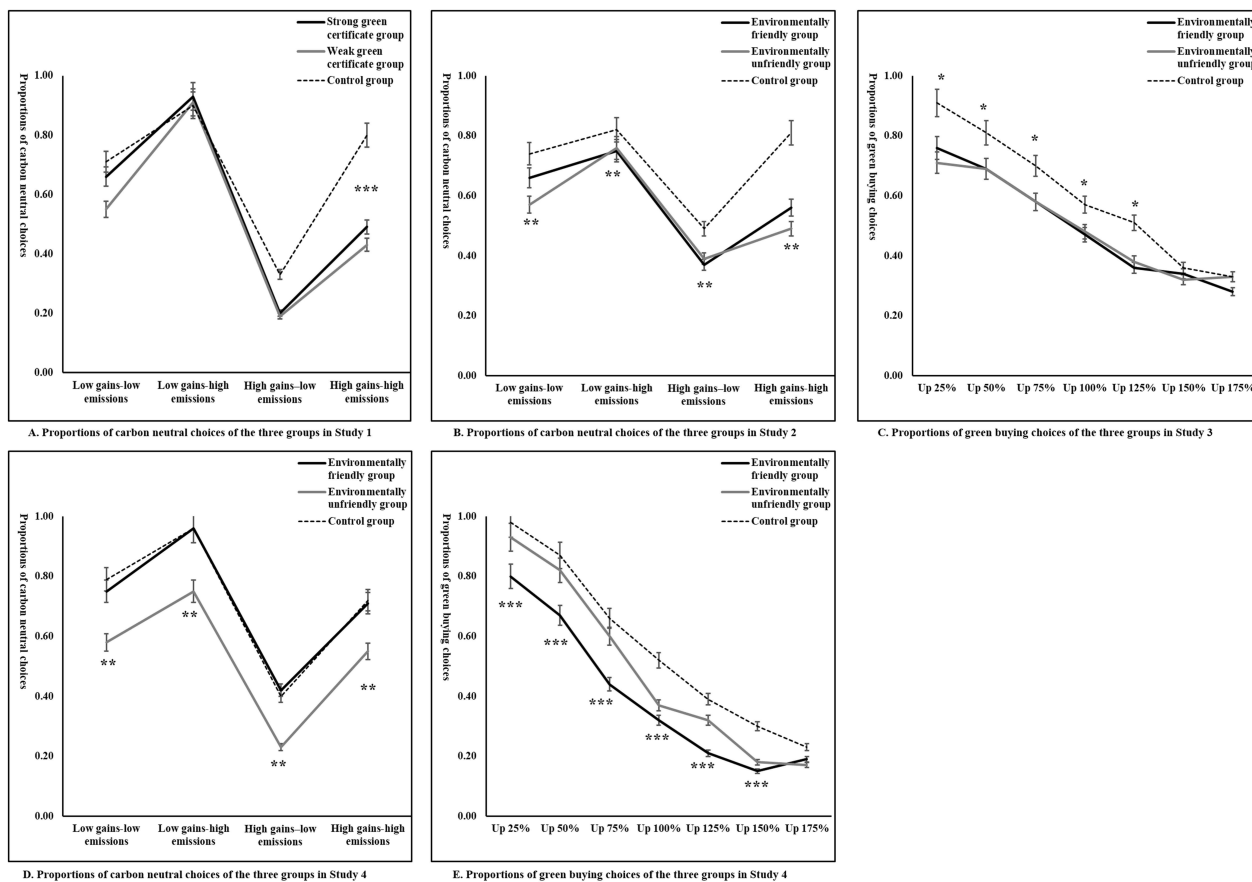 Strong green
certificate group
Weak green
certificate group
Control group
Proportions of carbon neutral choices
1.00
0.80
0.60
0.40
0.20
0.00
***
Low gains-low
emissions
Low gains-high
emissions
High gains–low
emissions
High gains-high
emissions
A. Proportions of carbon neutral choices of the three groups in Study 1
Environmentally
friendly group
Environmentally
unfriendly group
Control group
Proportions of carbon neutral choices
1.00
0.80
0.60
0.40
0.20
0.00
**
**
**
**
Low gains-low
emissions
Low gains-high
emissions
High gains–low
emissions
High gains-high
emissions
B. Proportions of carbon neutral choices of the three groups in Study 2
Environmentally
friendly group
Environmentally
unfriendly group
Control group
Proportions of green buying choices
1.00
0.80
0.60
0.40
0.20
0.00
*
*
*
*
*
Up 25%
Up 50%
Up 75%
Up 100%
Up 125%
Up 150%
Up 175%
C. Proportions of green buying choices of the three groups in Study 3
Environmentally
friendly group
Environmentally
unfriendly group
Control group
Proportions of carbon neutral choices
1.00
0.80
0.60
0.40
0.20
0.00
**
**
**
**
Low gains-low
emissions
Low gains-high
emissions
High gains–low
emissions
High gains-high
emissions
D. Proportions of carbon neutral choices of the three groups in Study 4
Environmentally
friendly group
Environmentally
unfriendly group
Control group
Proportions of green buying choices
1.00
0.80
0.60
0.40
0.20
0.00
***
***
***
***
***
***
Up 25%
Up 50%
Up 75%
Up 100%
Up 125%
Up 150%
Up 175%
E. Proportions of green buying choices of the three groups in Study 4